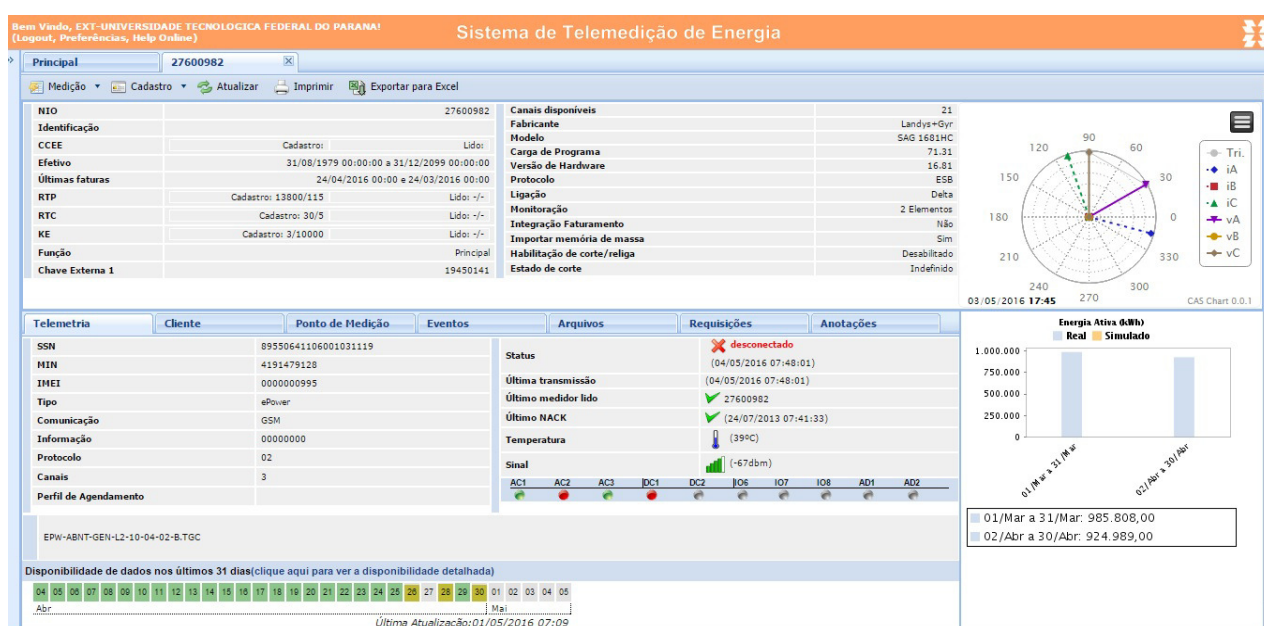 Bem Vindo, EXT-UNIVERSIDADE TECNOLOGICA FEDERAL DO PARANA!
(Logout, Preferências, Help Online)
Sistema de Telemedição de Energia
Principal
27600982
Medição
Cadastro
Atualizar
Imprimir
Exportar para Excel
NIO 27600982
Identificação
CCEE Cadastro: Lido:
Efetivo 31/08/1979 00:00:00 a 31/12/2099 00:00:00
Últimas faturas 24/04/2016 00:00 e 24/03/2016 00:00
RTP Cadastro: 13800/115 Lido: -/-
RTC Cadastro: 30/5 Lido: -/-
KE Cadastro: 3/10000 Lido: -/-
Função Principal
Chave Externa 1 19450141
Canais disponíveis 21
Fabricante Landys+Gyr
Modelo SAG 1681HC
Carga de Programa 71.31
Versão de Hardware 16.81
Protocolo ESB
Ligação Delta
Monitoração 2 Elementos
Integração Faturamento Não
Importar memória de massa Sim
Habilitação de corte/religa Desabilitado
Estado de corte Indefinido
90
120 60
150 30
180 0
210 330
240 300
270
Tri.
iA
iB
iC
vA
vB
vC
03/05/2016 17:45
CAS Chart 0.0.1
Telemetria
Cliente
Ponto de Medição
Eventos
Arquivos
Requisições
Anotações
SSN 89550641106001031119
MIN 4191479128
IMEI 0000000995
Tipo ePower
Comunicação GSM
Informação 00000000
Protocolo 02
Canais 3
Perfil de Agendamento
Status desconectado
(04/05/2016 07:48:01)
Última transmissão (04/05/2016 07:48:01)
Último medidor lido 27600982
Último NACK (24/07/2013 07:41:33)
Temperatura (39ºC)
Sinal (-67dbm)
AC1 AC2 AC3 DC1 DC2 IO6 IO7 IO8 AD1 AD2
EPW-ABNT-GEN-L2-10-04-02-B.TGC
Disponibilidade de dados nos últimos 31 dias(clique aqui para ver a disponibilidade detalhada)
04 05 06 07 08 09 10 11 12 13 14 15 16 17 18 19 20 21 22 23 24 25 26 27 28 29 30 01 02 03 04 05
Abr Mai
Última Atualização:01/05/2016 07:09
Energia Ativa (kWh)
Real Simulado
1.000.000
750.000
500.000
250.000
0
01/Mar a 31/Mar
02/Abr a 30/Abr
01/Mar a 31/Mar: 985.808,00
02/Abr a 30/Abr: 924.989,00